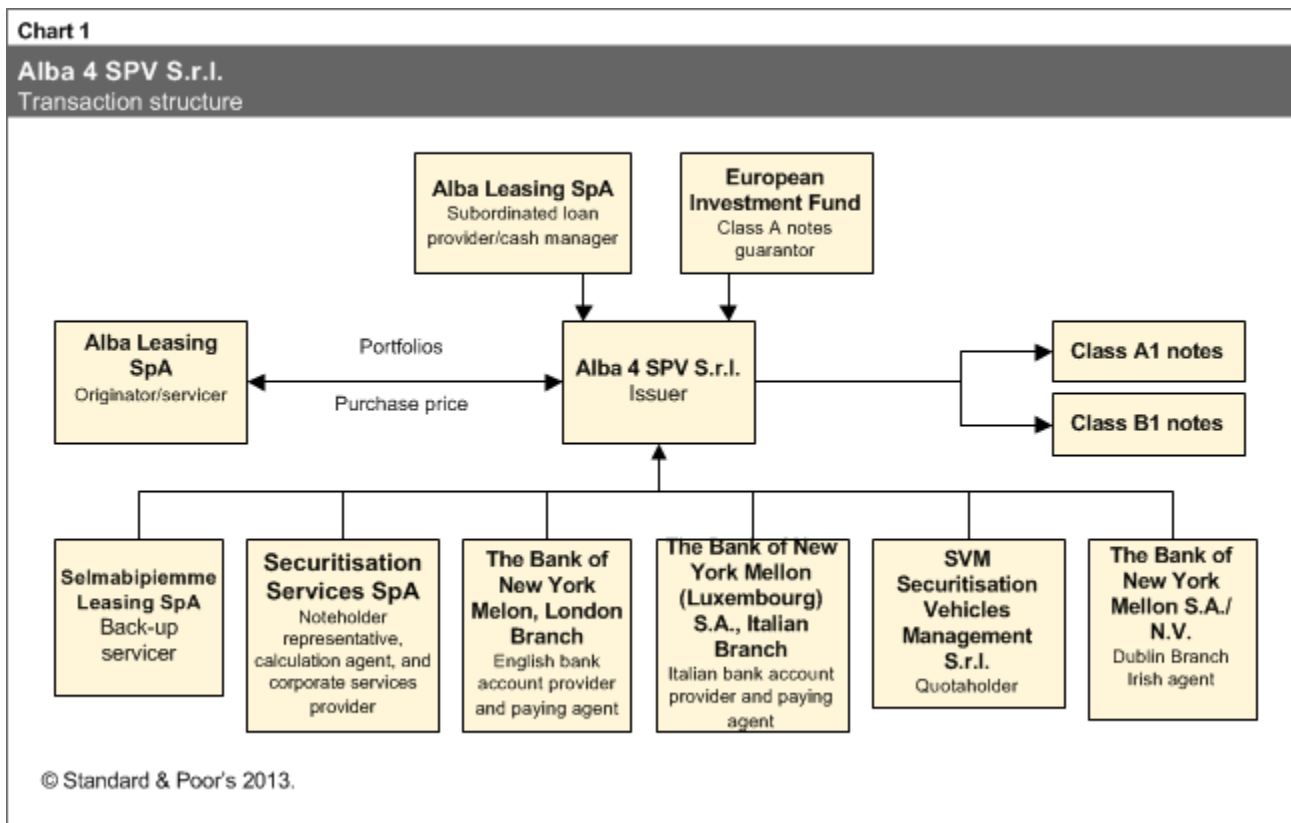 Chart 1
Alba 4 SPV S.r.l.
Transaction structure
Alba Leasing SpA
Subordinated loan
provider/cash manager
European
Investment Fund
Class A notes
guarantor
Alba Leasing
SpA
Originator/servicer
Portfolios
Purchase price
Alba 4 SPV S.r.l.
Issuer
Class A1 notes
Class B1 notes
Selmabipiemme
Leasing SpA
Back-up
servicer
Securitisation
Services SpA
Noteholder
representative,
calculation agent, and
corporate services
provider
The Bank of
New York
Melon, London
Branch
English bank
account provider
and paying agent
The Bank of New
York Mellon
(Luxembourg)
S.A., Italian
Branch
Italian bank account
provider and paying
agent
SVM
Securitisation
Vehicles
Management
S.r.l.
Quotaholder
The Bank of
New York
Mellon S.A./
N.V.
Dublin Branch
Irish agent
© Standard & Poor's 2013.